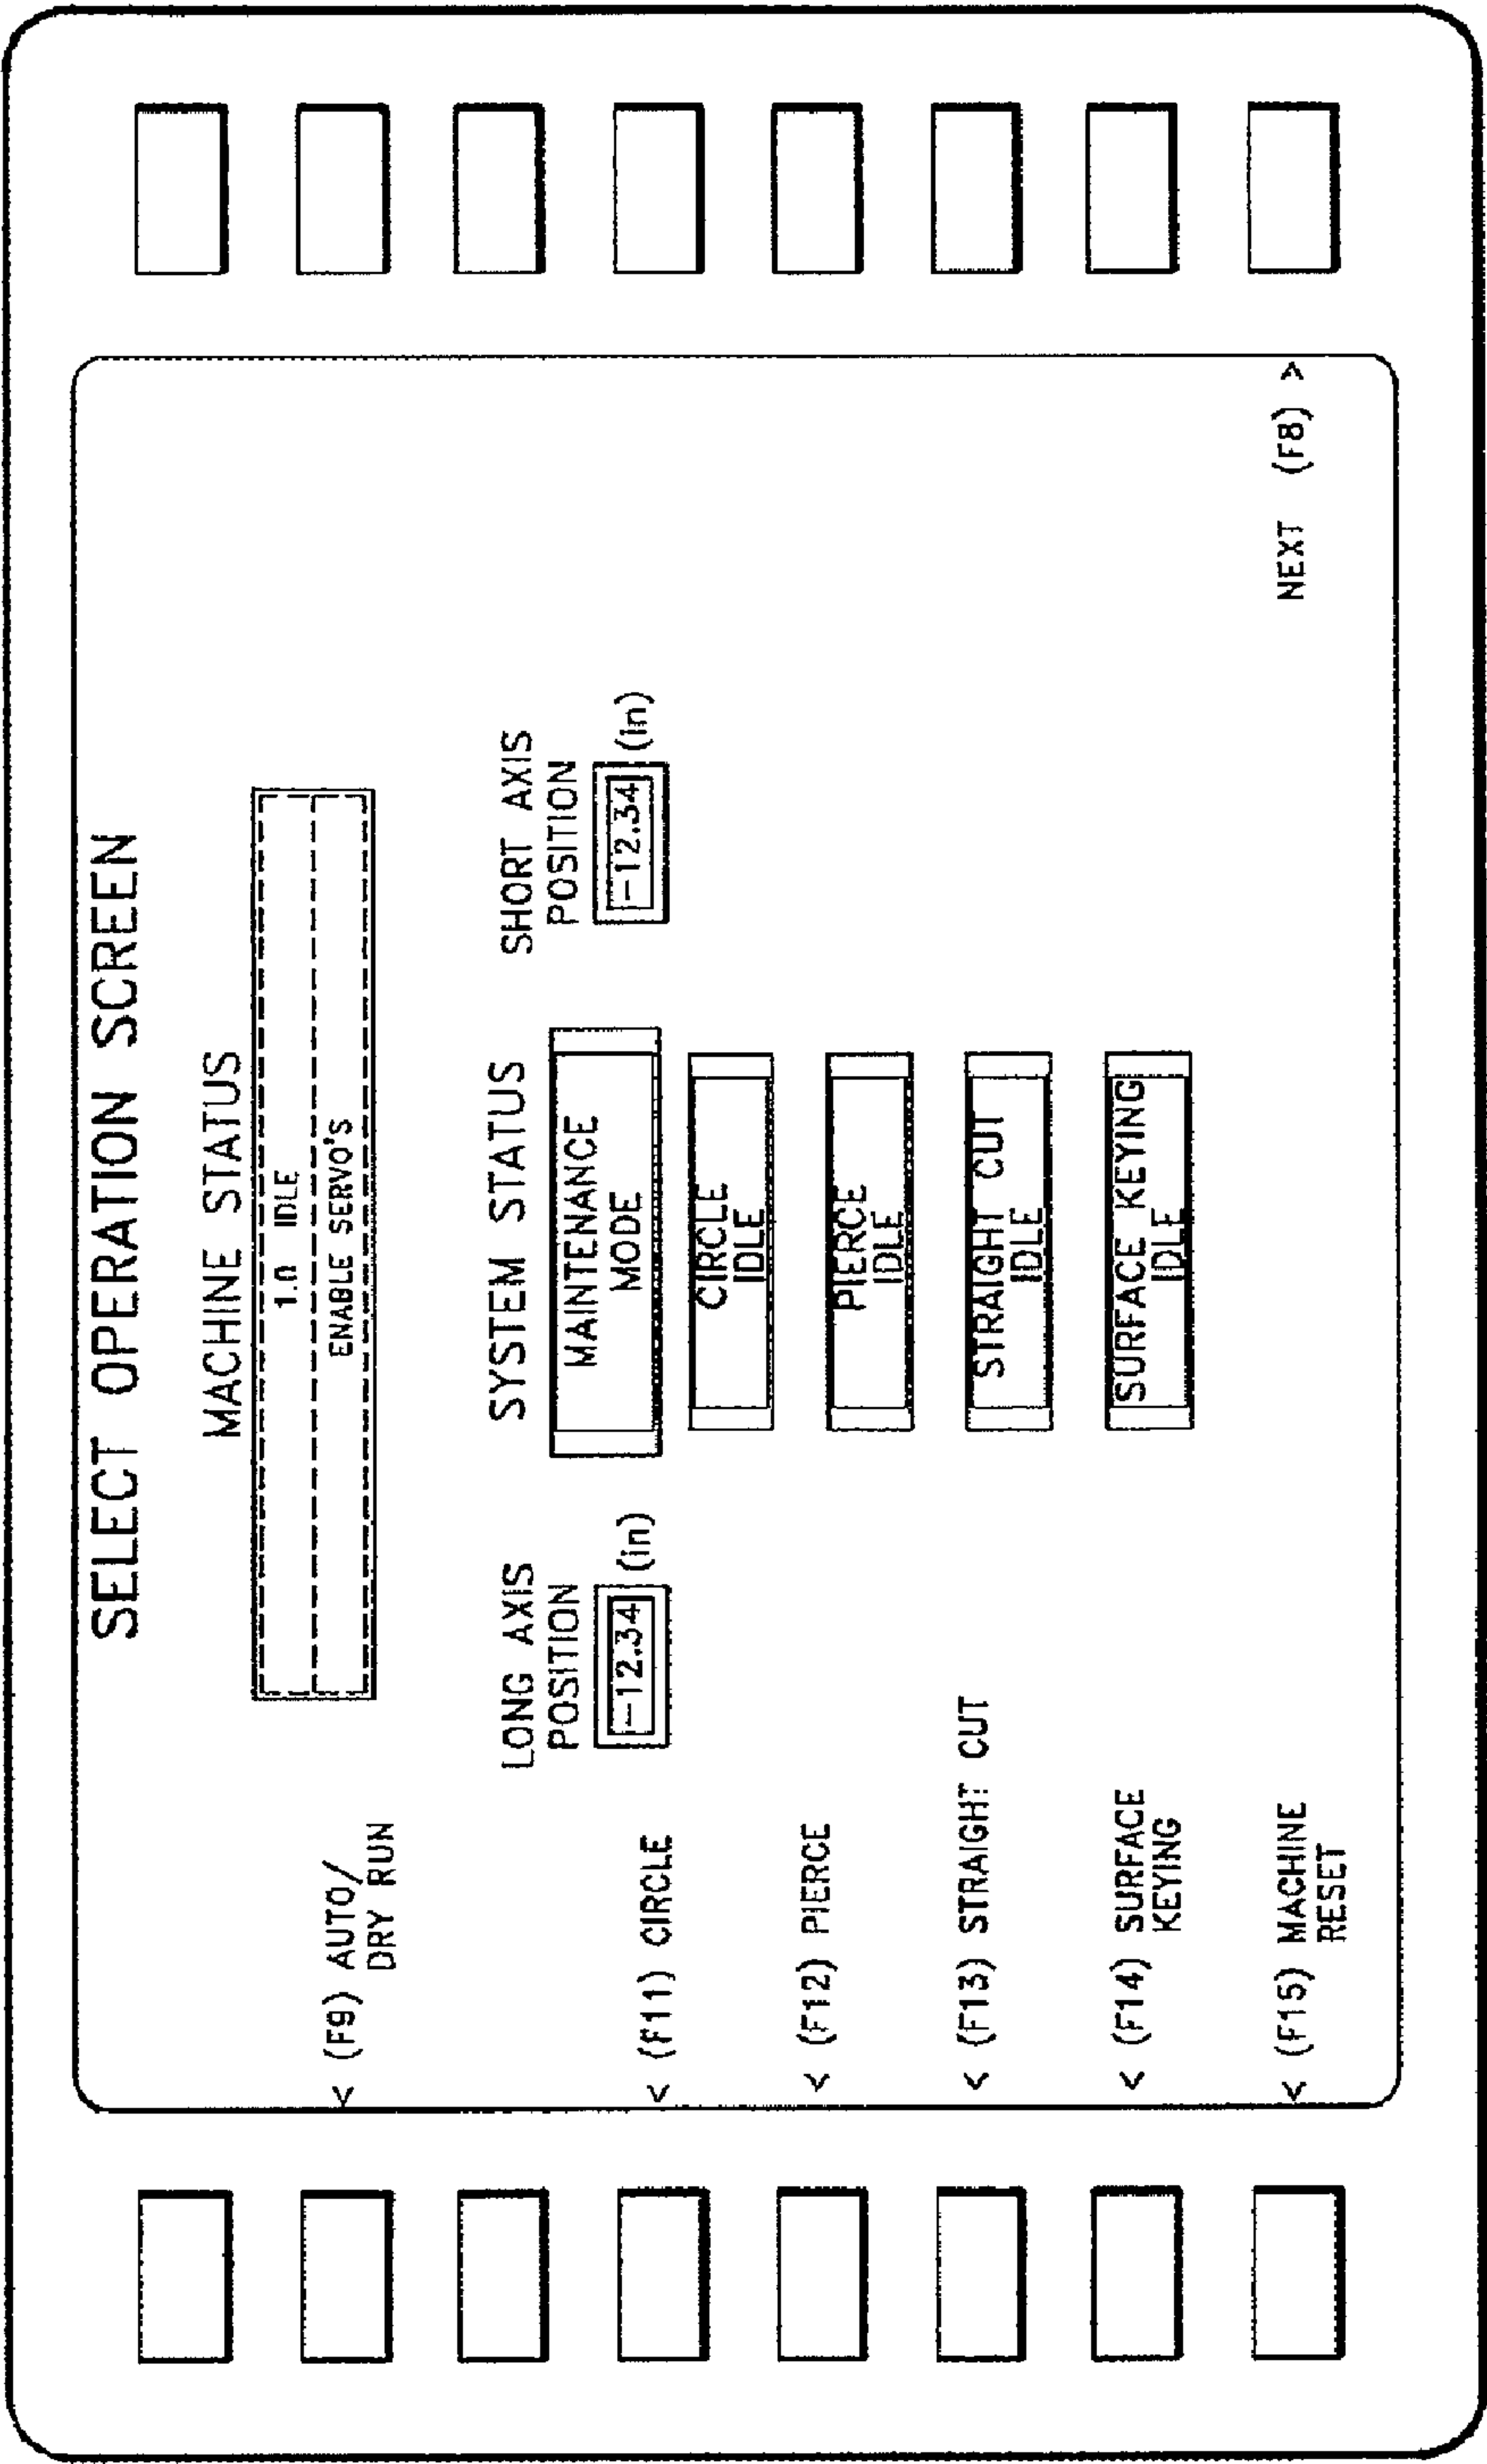 SELECT OPERATION SCREEN
MACHINE STATUS
1.0 IDLE
ENABLE SERVO'S
< (F9) AUTO/
DRY RUN
LONG AXIS
POSITION
-12.34 (in)
SYSTEM STATUS
MAINTENANCE
MODE
SHORT AXIS
POSITION
-12.34 (in)
< (F11) CIRCLE
CIRCLE
IDLE
< (F12) PIERCE
PIERCE
IDLE
< (F13) STRAIGHT CUT
STRAIGHT CUT
IDLE
< (F14) SURFACE
KEYING
SURFACE KEYING
IDLE
< (F15) MACHINE
RESET
NEXT (F8) >